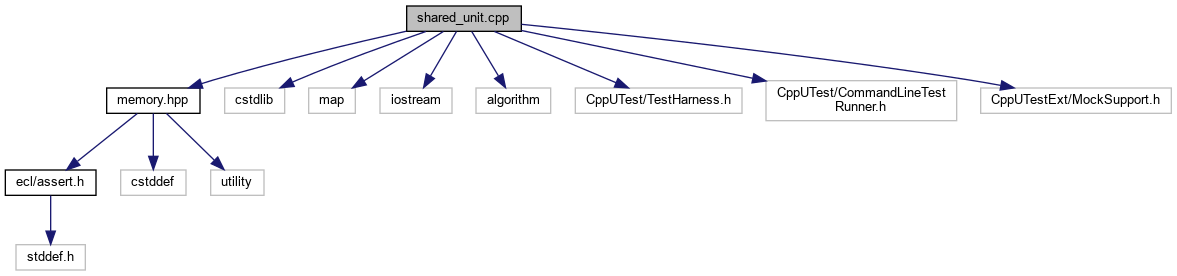 shared_unit.cpp
memory.hpp
cstdlib
map
iostream
algorithm
CppUTest/TestHarness.h
CppUTest/CommandLineTest
Runner.h
CppUTestExt/MockSupport.h
ecl/assert.h
cstddef
utility
stddef.h